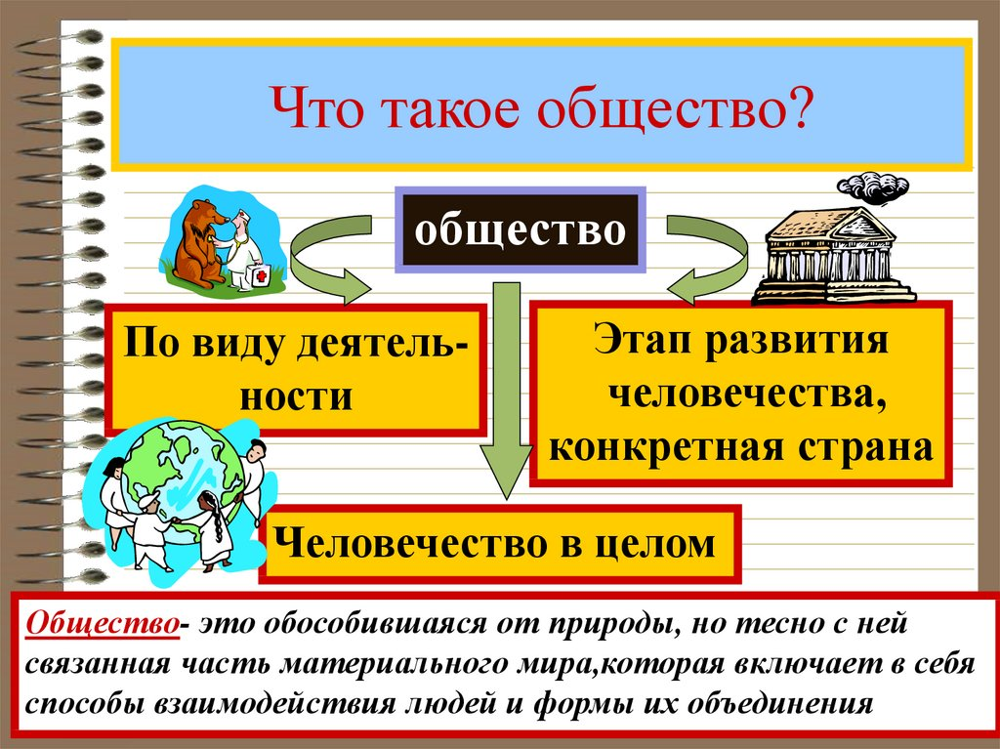 Что такое общество?
общество
По виду деятель-
ности
Этап развития
человечества,
конкретная страна
Человечество в целом
Общество- это обособившаяся от природы, но тесно с ней
связанная часть материального мира,которая включает в себя
способы взаимодействия людей и формы их объединения